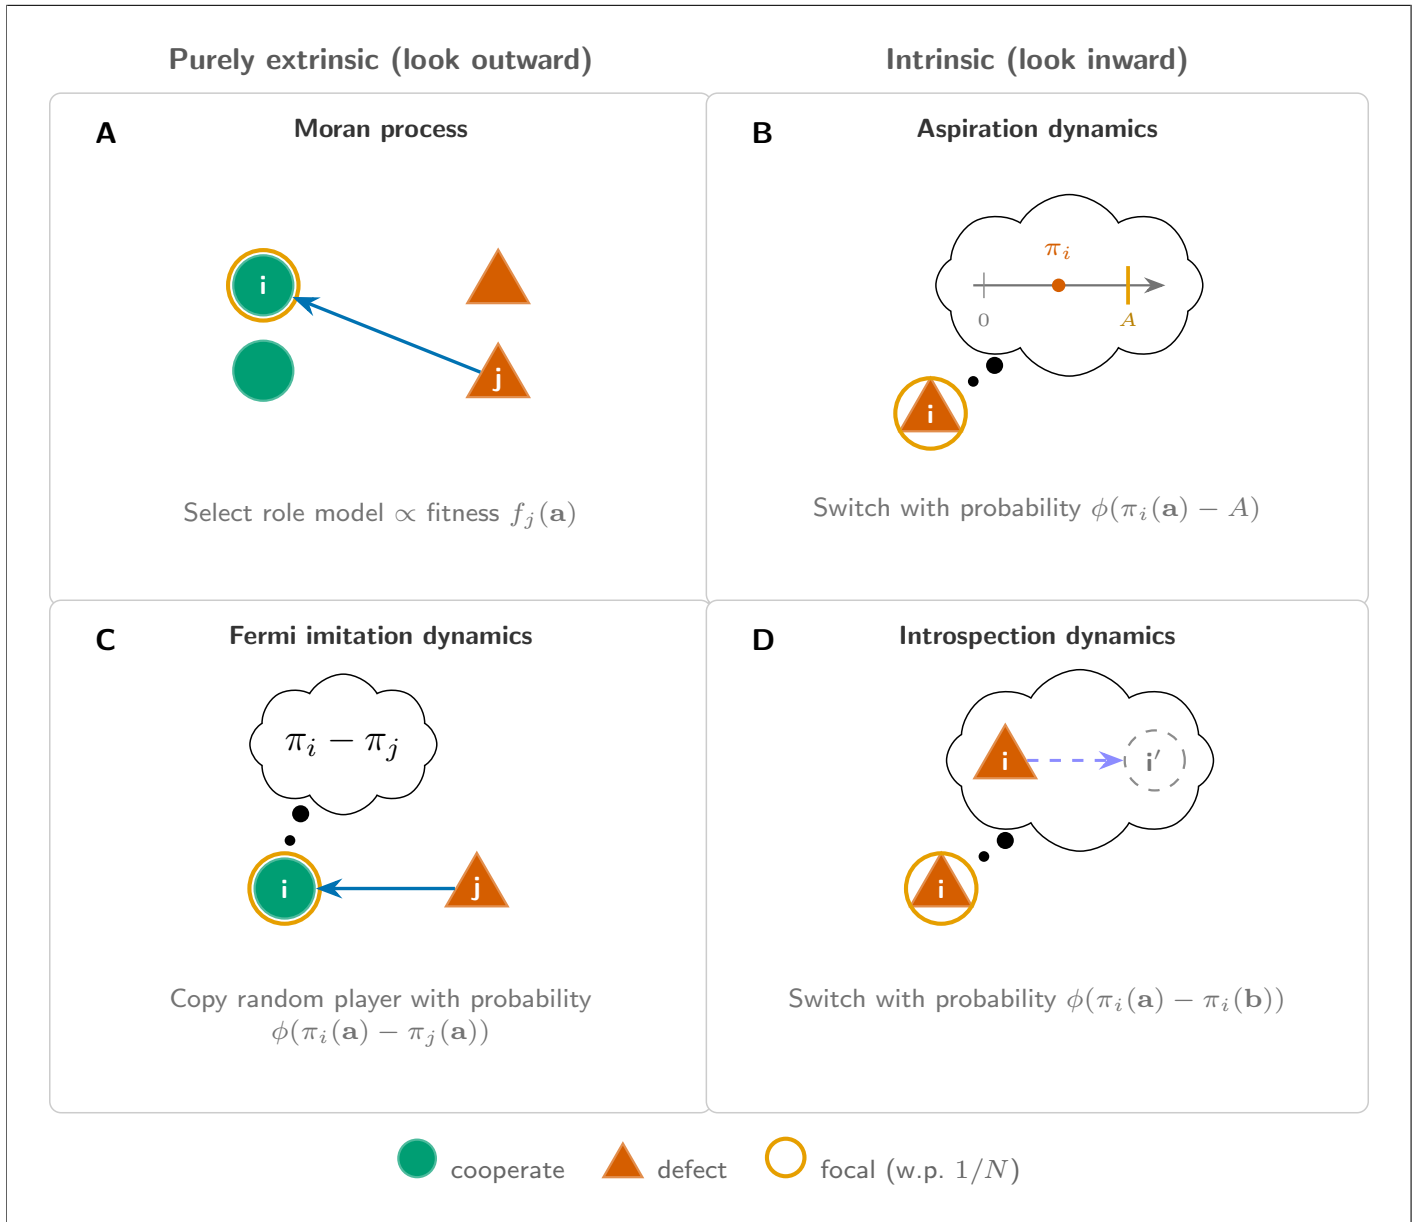 Purely extrinsic (look outward)
Intrinsic (look inward)
A
Moran process
i
j
Select role model ∝ fitness f_j(a)
B
Aspiration dynamics
π_i
0
A
i
Switch with probability ϕ(π_i(a) − A)
C
Fermi imitation dynamics
π_i − π_j
i
j
Copy random player with probability
ϕ(π_i(a) − π_j(a))
D
Introspection dynamics
i
i′
i
Switch with probability ϕ(π_i(a) − π_i(b))
cooperate
defect
focal (w.p. 1/N)